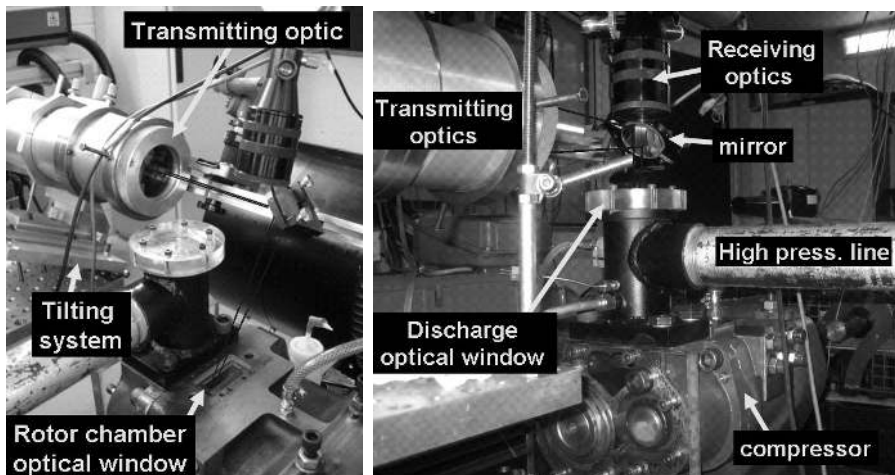 Transmitting optic
Tilting
system
Rotor chamber
optical window
Receiving
optics
Transmitting
optics
mirror
High press. line
Discharge
optical window
compressor